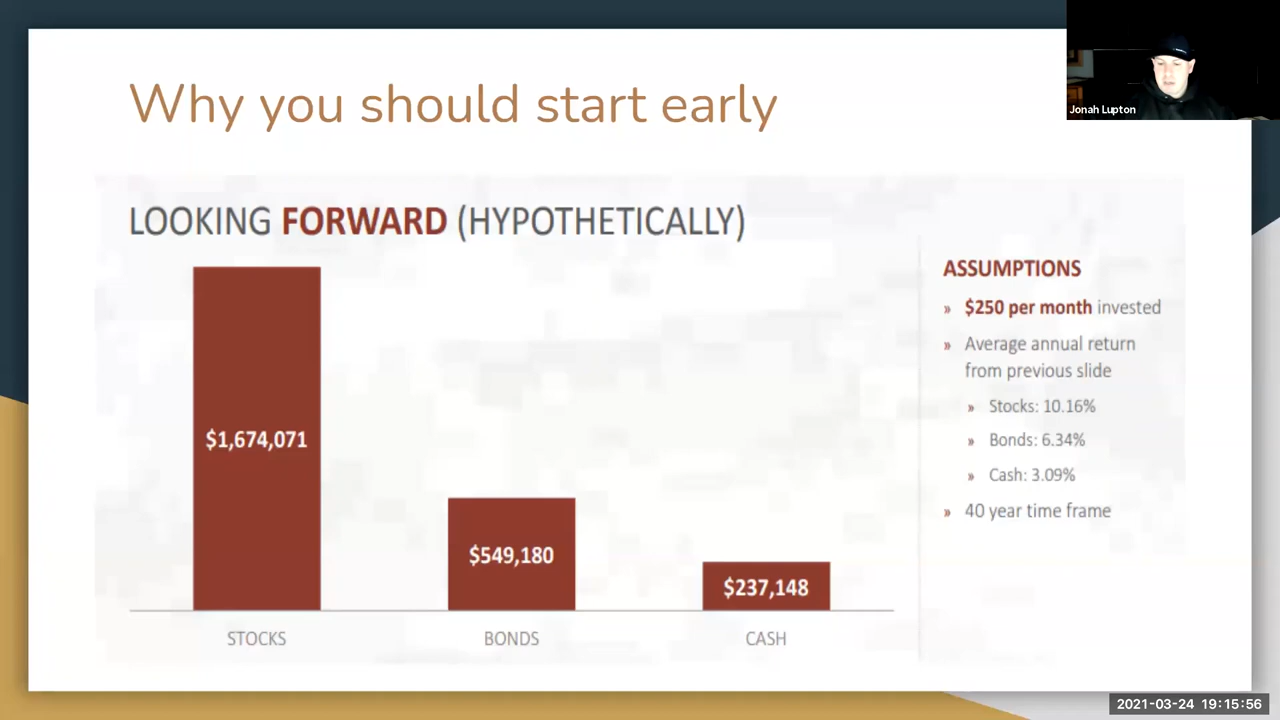 Why you should start early
Jonah Lupton
LOOKING FORWARD (HYPOTHETICALLY)
$1,674,071
$549,180
$237,148
STOCKS
BONDS
CASH
ASSUMPTIONS
» $250 per month invested
» Average annual return
from previous slide
» Stocks: 10.16%
» Bonds: 6.34%
» Cash: 3.09%
» 40 year time frame
2021-03-24 19:15:56